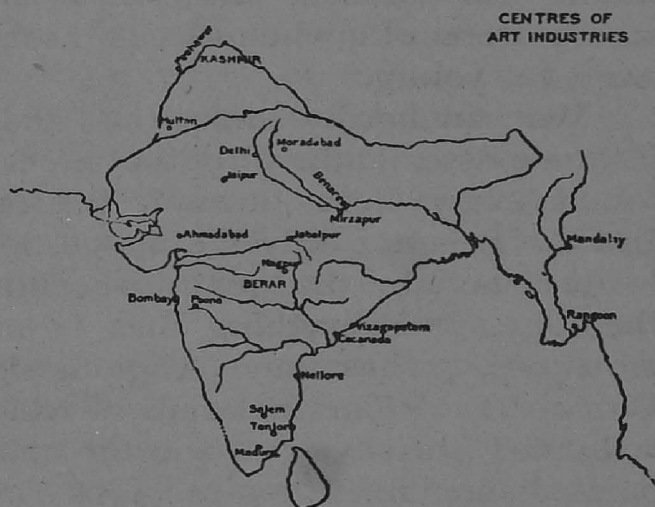 CENTRES OF
ART INDUSTRIES
Peshawar
KASHMIR
Multan
Delhi
Moradabad
Jaipur
Benares
Mirzapur
Ahmadabad
Jabalpur
Mandalay
Nagpur
BERAR
Bombay
Poona
Vizagapatam
Rangoon
Cocanada
Nellore
Salem
Tanjore
Madura